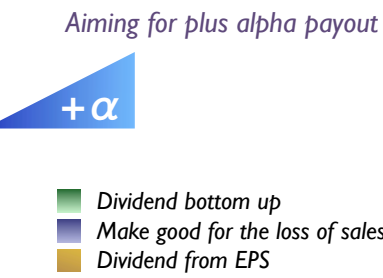 Aiming for plus alpha payout
+α
Dividend bottom up
Make good for the loss of sales
Dividend from EPS